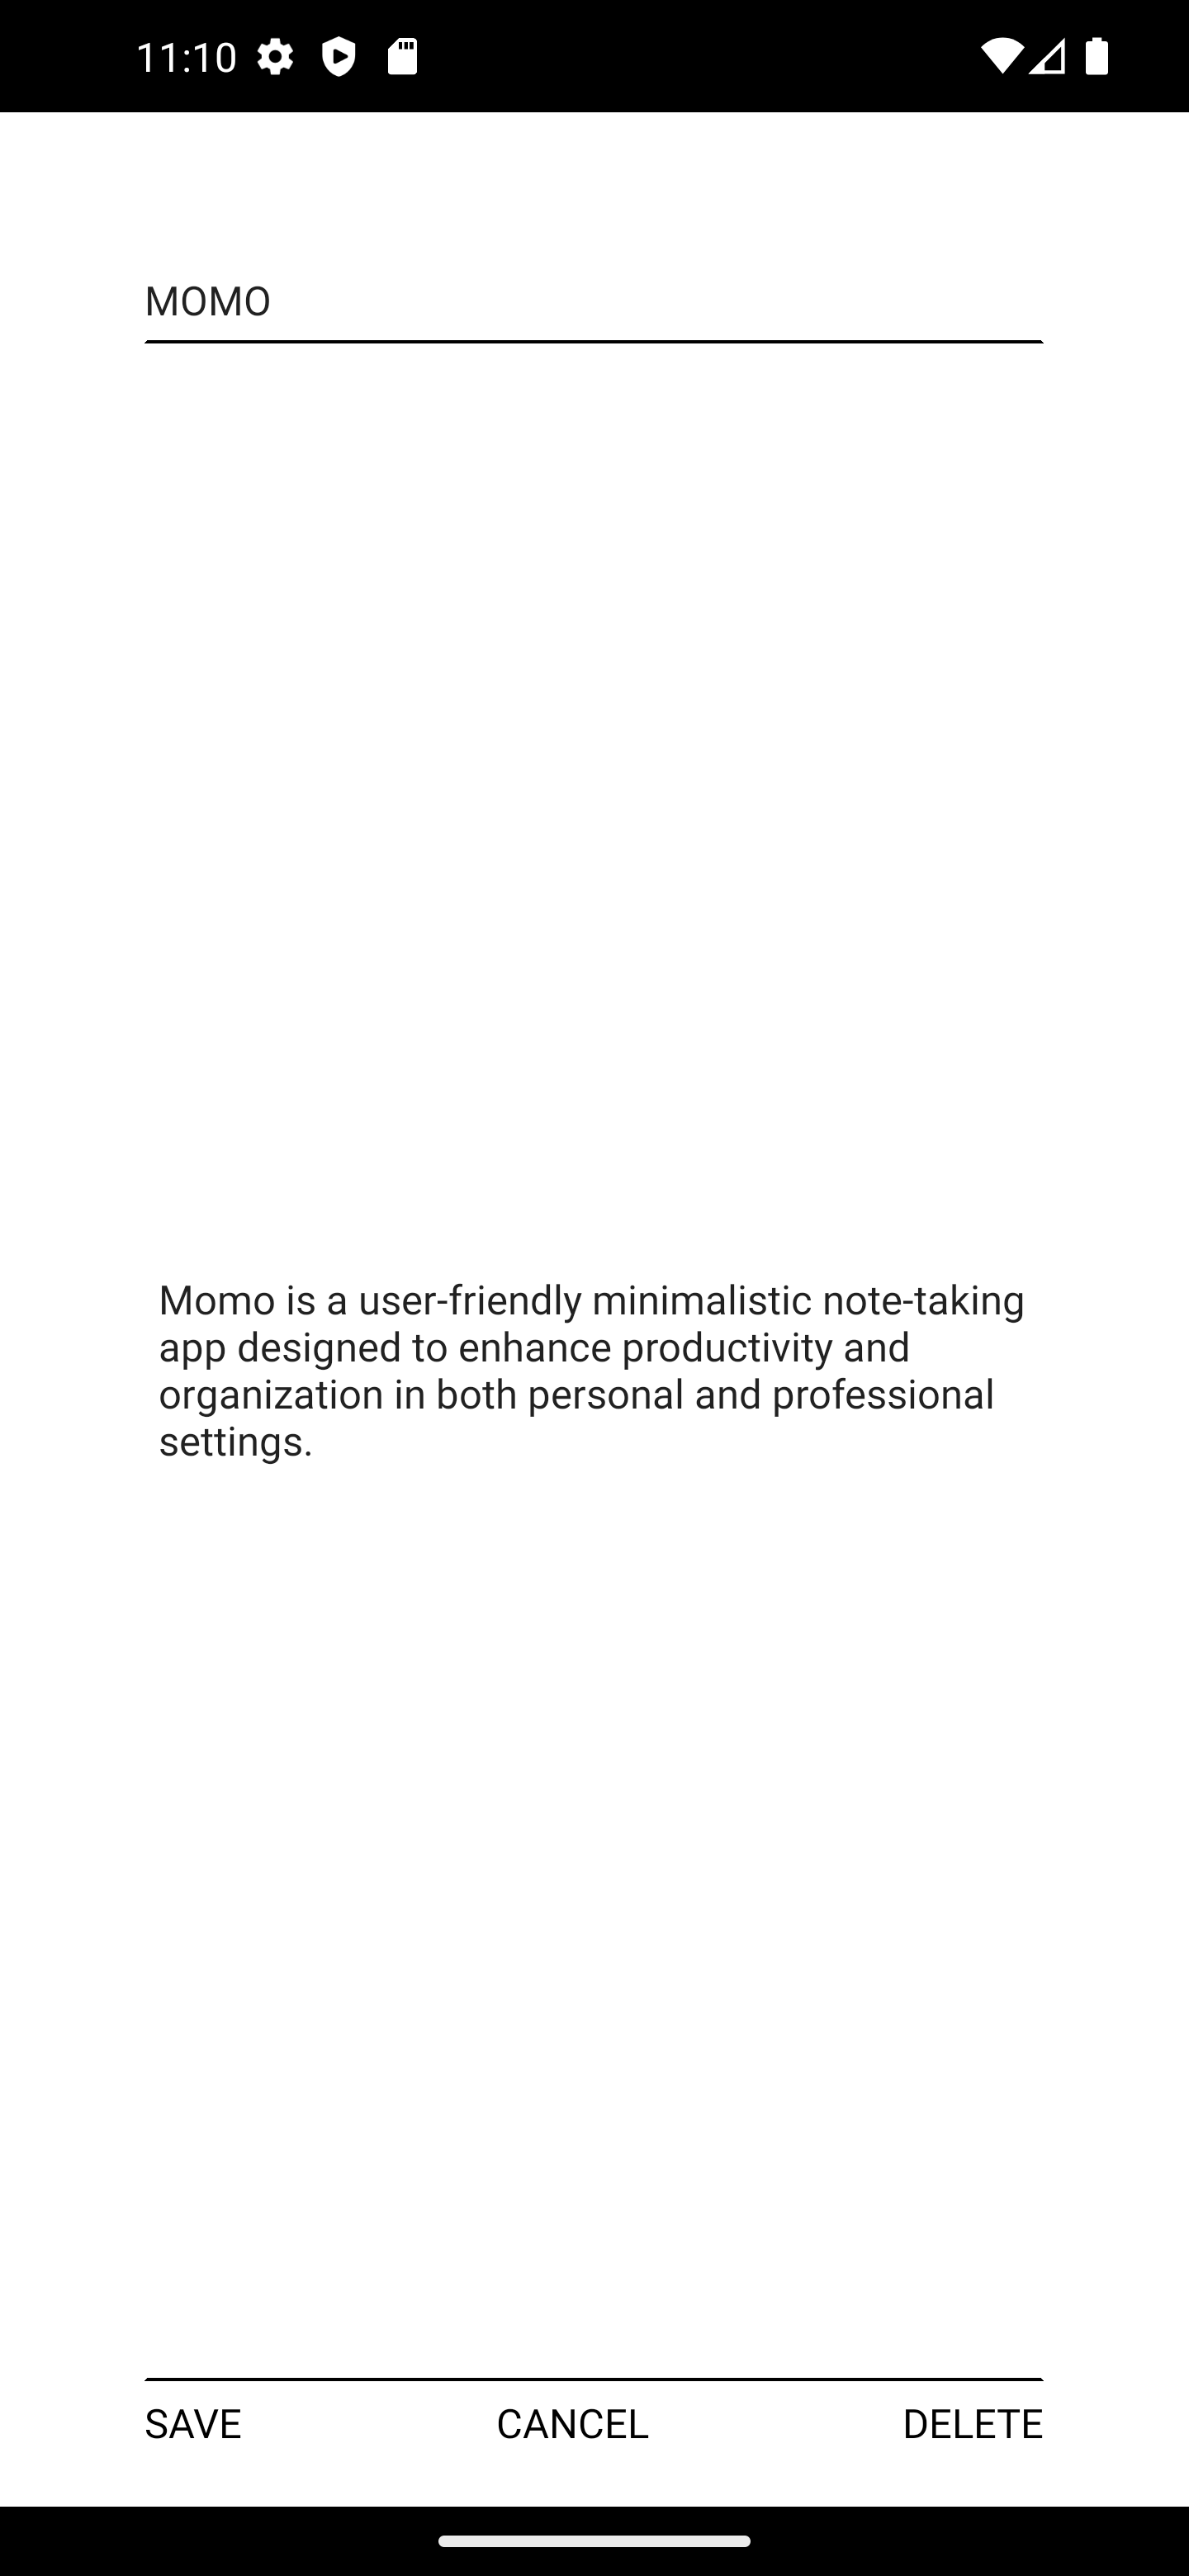 11:10
MOMO
Momo is a user-friendly minimalistic note-taking
app designed to enhance productivity and
organization in both personal and professional
settings.
SAVE CANCEL DELETE